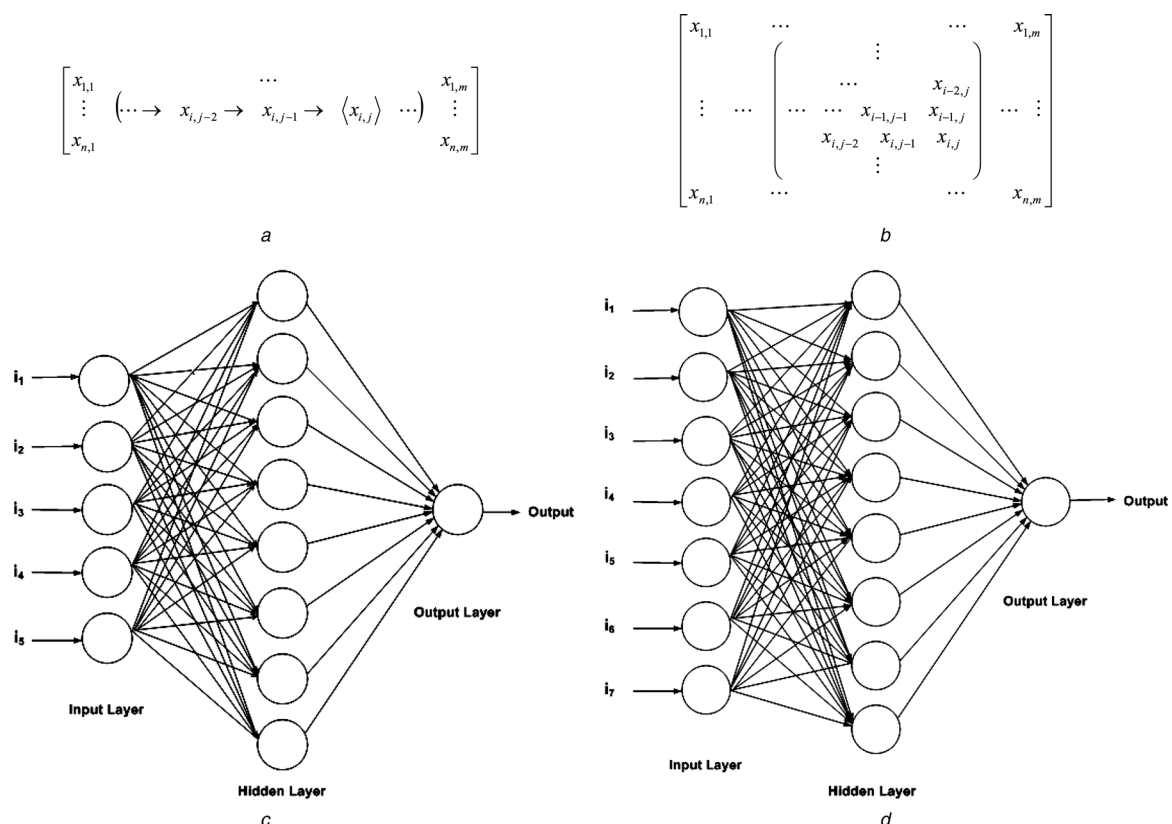 x1,1 ⋯ x1,m
⋮ (⋯ → xi,j−2 → xi,j−1 → ⟨xi,j⟩ ⋯) ⋮
xn,1 xn,m
a
x1,1 ⋯ ⋯ x1,m
⋮
⋯ xi−2,j
⋮ ⋯ ⋯ ⋯ xi−1,j−1 xi−1,j ⋯ ⋮
xi,j−2 xi,j−1 xi,j
⋮
xn,1 ⋯ ⋯ xn,m
b
i1
i2
i3
i4
i5
Output
Output Layer
Input Layer
Hidden Layer
c
i1
i2
i3
i4
i5
i6
i7
Output
Output Layer
Input Layer
Hidden Layer
d